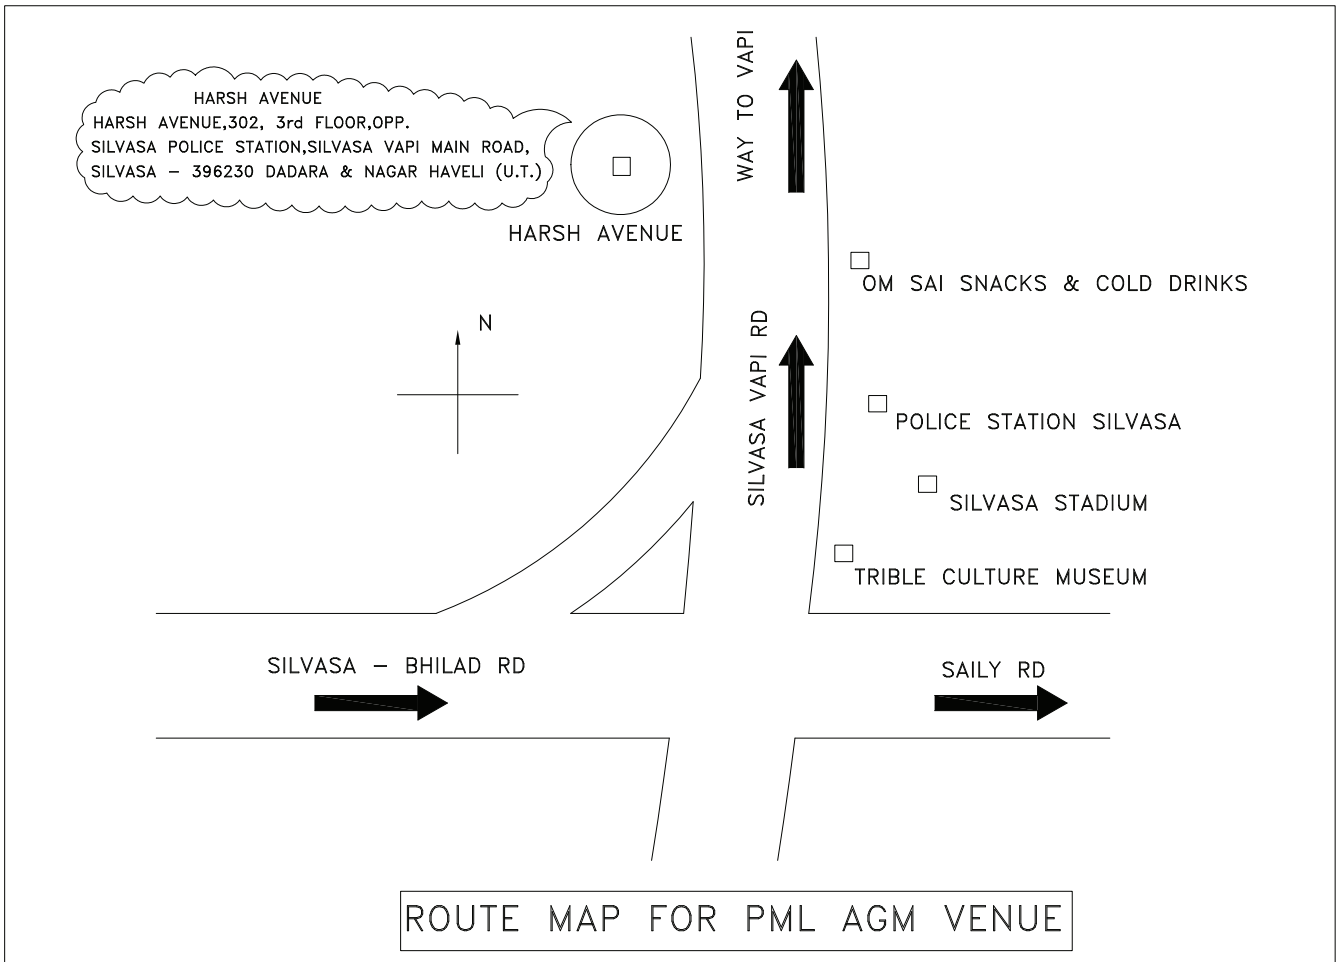 HARSH AVENUE
HARSH AVENUE,302, 3rd FLOOR,OPP.
SILVASA POLICE STATION,SILVASA VAPI MAIN ROAD,
SILVASA - 396230 DADARA & NAGAR HAVELI (U.T.)
HARSH AVENUE
WAY TO VAPI
OM SAI SNACKS & COLD DRINKS
N
SILVASA VAPI RD
POLICE STATION SILVASA
SILVASA STADIUM
TRIBLE CULTURE MUSEUM
SILVASA - BHILAD RD
SAILY RD
ROUTE MAP FOR PML AGM VENUE